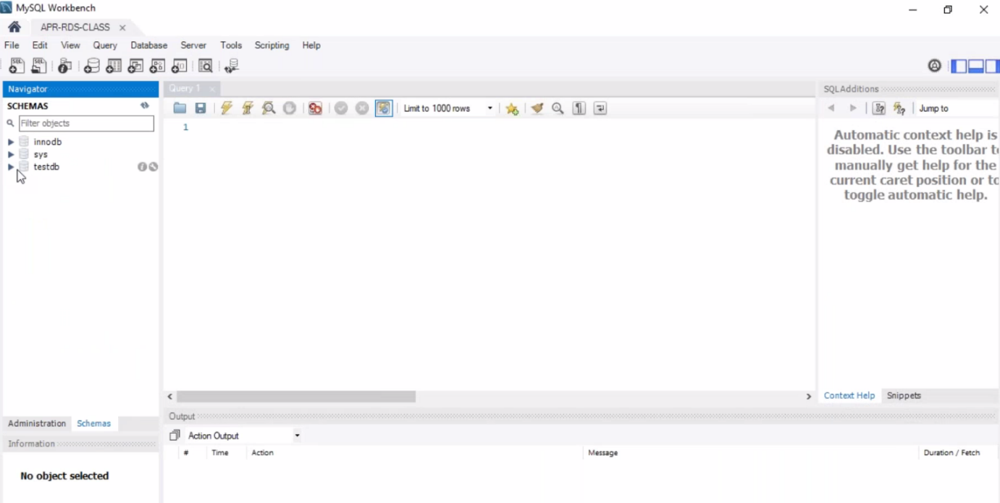 MySQL Workbench
APR-RDS-CLASS
File Edit View Query Database Server Tools Scripting Help
Navigator
SCHEMAS
Filter objects
innodb
sys
testdb
Administration Schemas
Information
No object selected
Query 1
Limit to 1000 rows
1
SQLAdditions
Jump to
Automatic context help is
disabled. Use the toolbar to
manually get help for the
current caret position or to
toggle automatic help.
Context Help Snippets
Output
Action Output
# Time Action Message Duration / Fetch